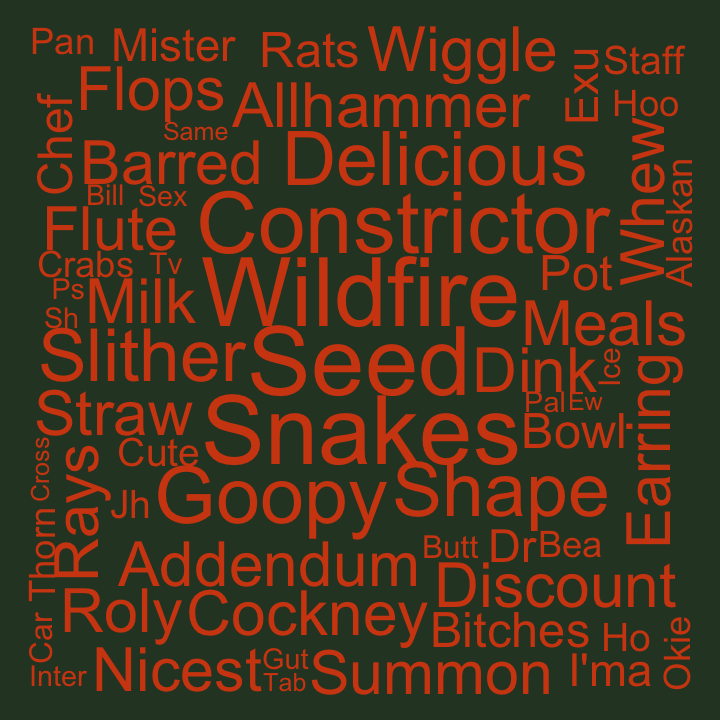 Pan Mister Rats Wiggle Exu Staff
Flops Allhammer Hoo
Chef Same
Barred Delicious Whew Alaskan
Bill Sex
Flute Constrictor
Crabs Tv Wildfire Pot
Ps Milk
Sh Meals
Slither Seed Dink Ice Earring
Straw Snakes Pal Ew
Cross Cute Bowl
Rays Jh Goopy Shape
Thorn Addendum Butt Dr Bea
Discount
Car Roly Cockney Bitches Ho Okie
Inter Nicest Gut Summon I'ma
Tab